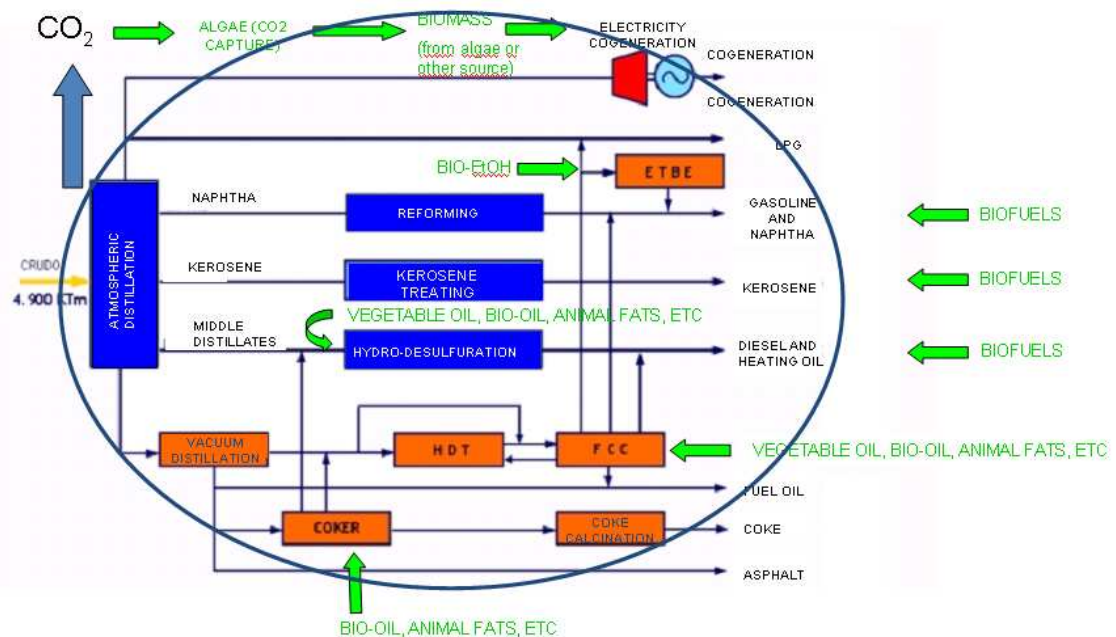 CO2
ALGAE (CO2
CAPTURE)
BIOMASS
(from algae or
other source)
ELECTRICITY
COGENERATION
COGENERATION
COGENERATION
LPG
BIO-EtOH
ETBE
NAPHTHA
REFORMING
GASOLINE
AND
NAPHTHA
BIOFUELS
CRUDO
4.900 KTm
ATMOSPHERIC
DISTILLATION
KEROSENE
KEROSENE
TREATING
KEROSENE
BIOFUELS
VEGETABLE OIL, BIO-OIL, ANIMAL FATS, ETC
MIDDLE
DISTILLATES
HYDRO-DESULFURATION
DIESEL AND
HEATING OIL
BIOFUELS
VACUUM
DISTILLATION
HDT
FCC
VEGETABLE OIL, BIO-OIL, ANIMAL FATS, ETC
FUEL OIL
COKER
COKE
CALCINATION
COKE
ASPHALT
BIO-OIL, ANIMAL FATS, ETC